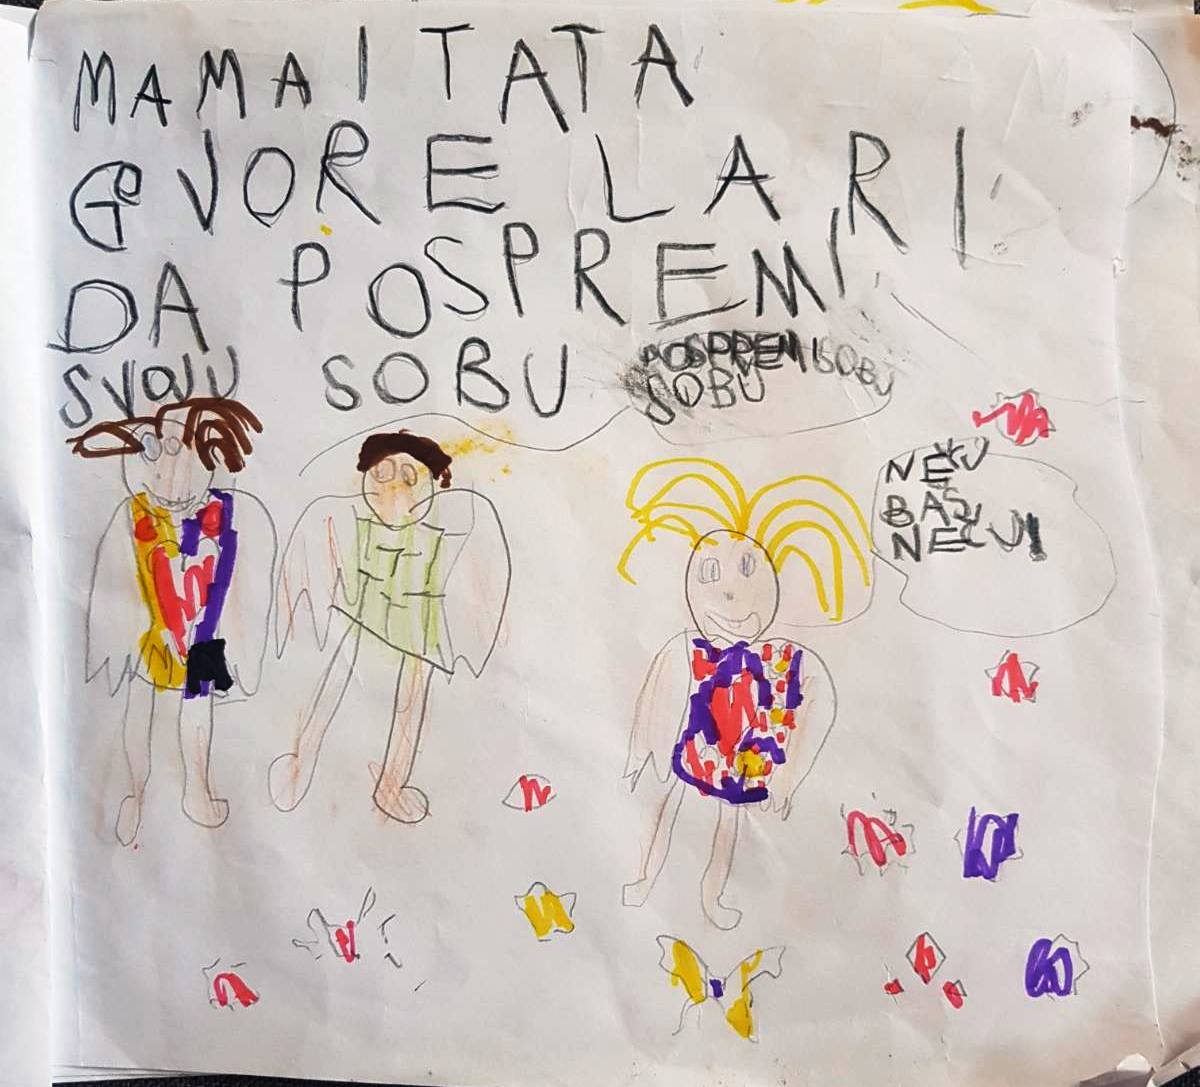 MAMA I TATA
GOVORE LARI
DA POSPREMI
SVOJU SOBU
POSPREMI SOBU
SOBU
NEĆU
BAŠ
NEĆU